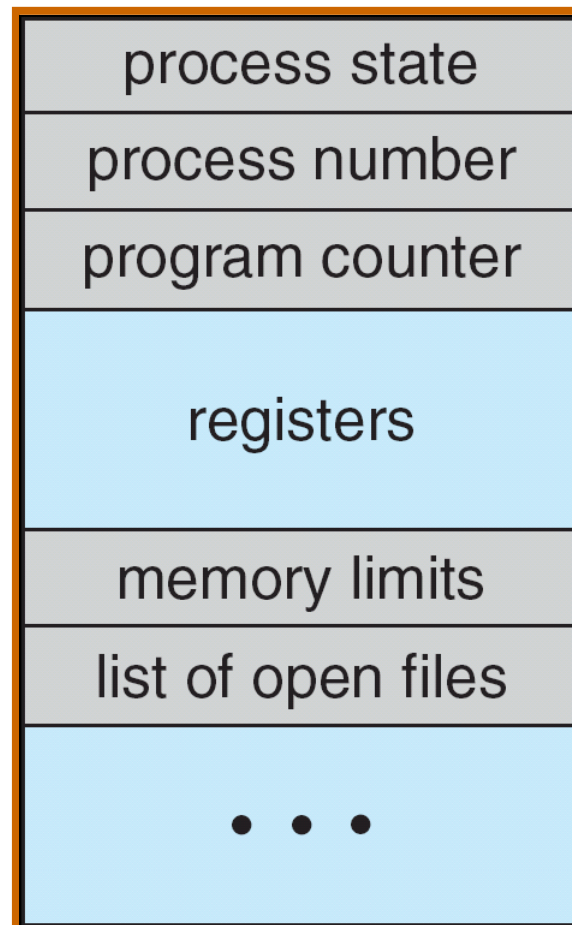 process state
process number
program counter
registers
memory limits
list of open files
• • •